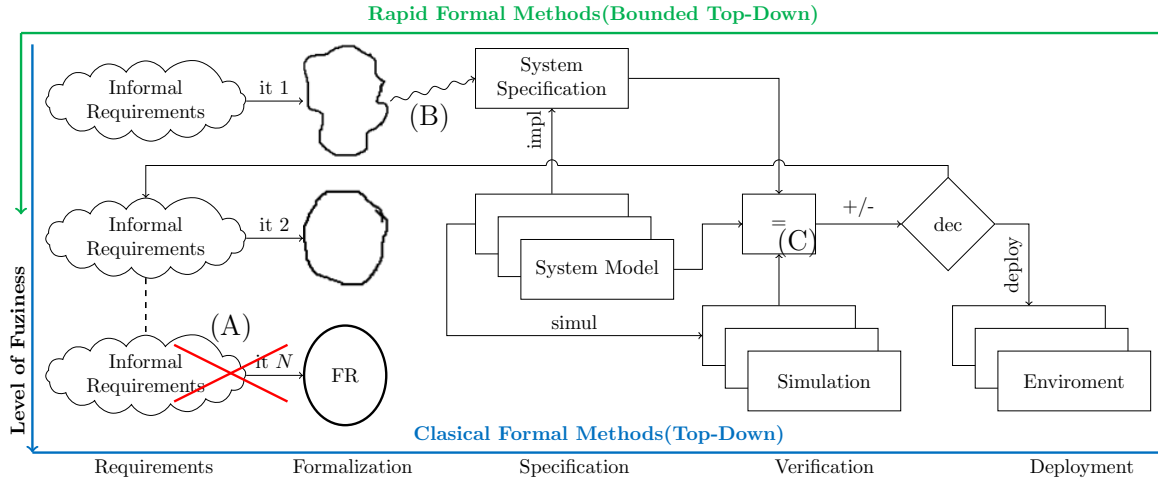 Rapid Formal Methods(Bounded Top-Down)
Informal
Requirements
it 1
(B)
System
Specification
impl
Informal
Requirements
it 2
System Model
=
(C)
+/-
dec
deploy
simul
Simulation
Enviroment
(A)
Informal
Requirements
it N
FR
Level of Fuziness
Clasical Formal Methods(Top-Down)
Requirements
Formalization
Specification
Verification
Deployment